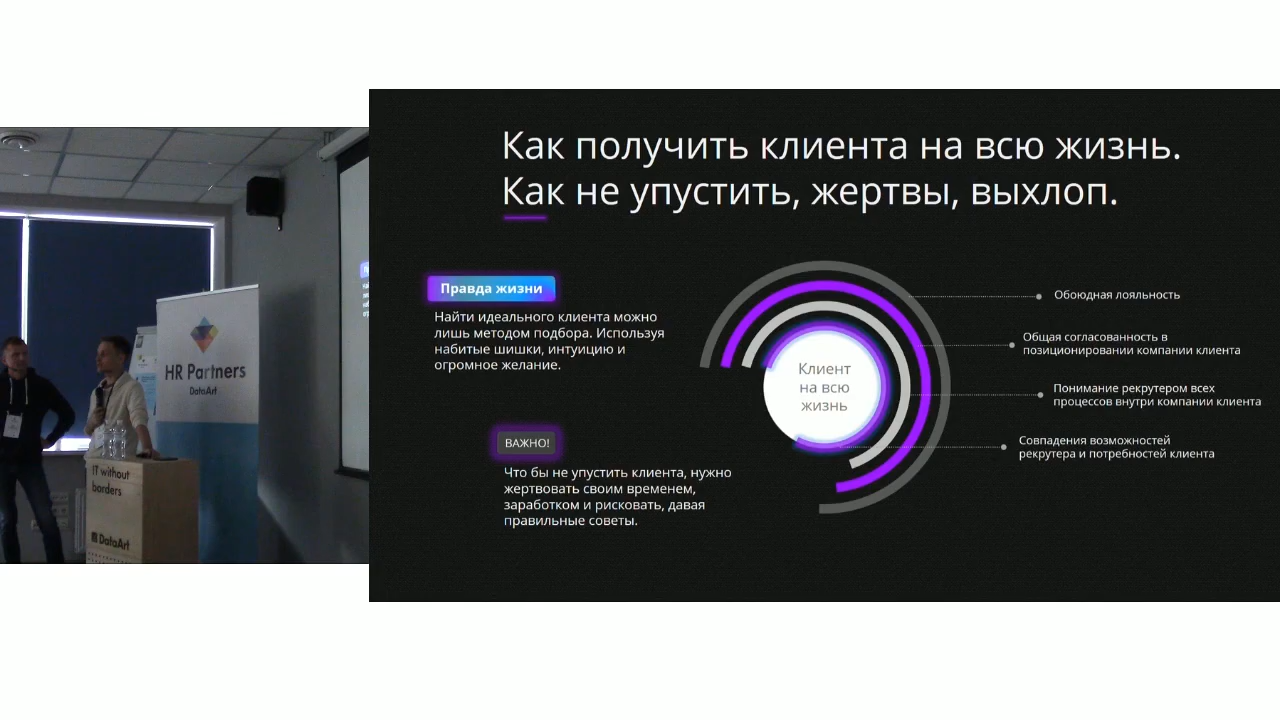 HR Partners
DataArt
IT without
borders
DataArt
Как получить клиента на всю жизнь.
Как не упустить, жертвы, выхлоп.
Правда жизни
Найти идеального клиента можно
лишь методом подбора. Используя
набитые шишки, интуицию и
огромное желание.
ВАЖНО!
Что бы не упустить клиента, нужно
жертвовать своим временем,
заработком и рисковать, давая
правильные советы.
Клиент
на всю
жизнь
Обоюдная лояльность
Общая согласованность в
позиционировании компании клиента
Понимание рекрутером всех
процессов внутри компании клиента
Совпадения возможностей
рекрутера и потребностей клиента